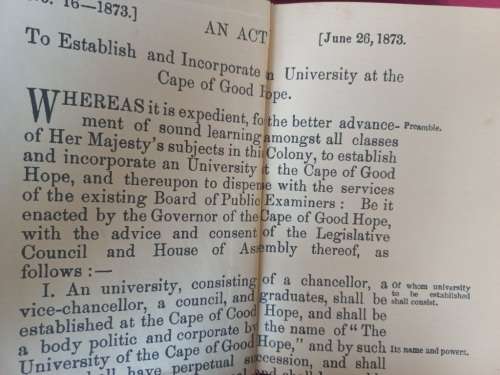 No. 16—1873.]
AN ACT
[June 26, 1873.
To Establish and Incorporate University at the
Cape of Good Hope.
WHEREAS it is expedient, for the better advance- Preamble.
ment of sound learning amongst all classes
of Her Majesty's subjects in this Colony, to establish
and incorporate an University at the Cape of Good
Hope, and thereupon to dispense with the services
of the existing Board of Public Examiners: Be it
enacted by the Governor of the Cape of Good Hope,
with the advice and consent of the Legislative
Council and House of Assembly thereof, as
follows:—
I. An university, consisting of a chancellor, a
vice-chancellor, a council, and graduates, shall be
established at the Cape of Good Hope, and shall be
a body politic and corporate by the name of "The
University of the Cape of Good Hope," and by such
shall have perpetual succession, and shall
Of whom university
to be established
shall consist.
Its name and powers.